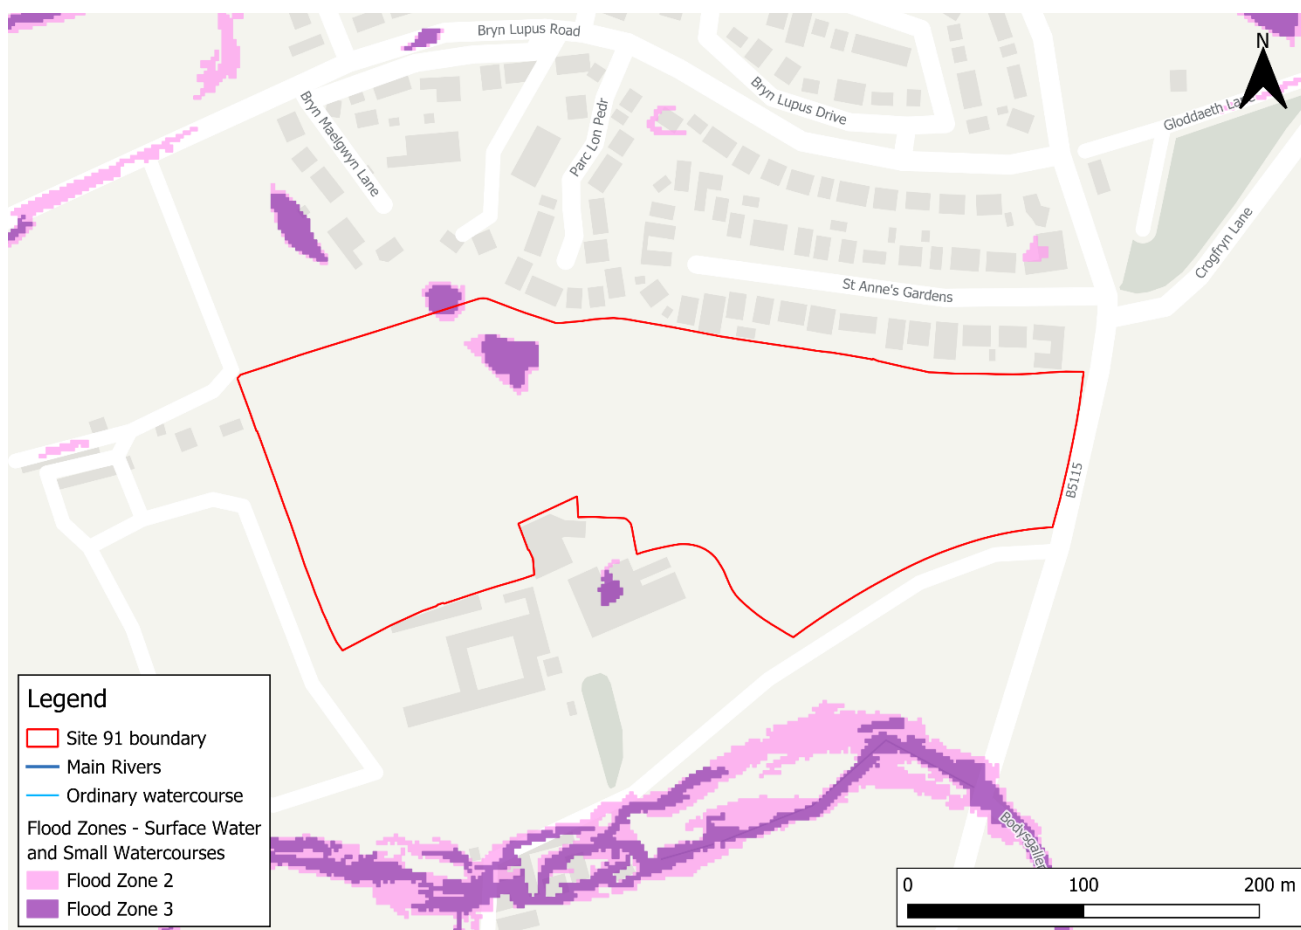 Bryn Lupus Road
N
Bryn Maelgwyn Lane
Parc Lon Pedr
Bryn Lupus Drive
Gloddaeth Lane
Crogfryn Lane
St Anne's Gardens
B5115
Bodysgallen
Legend
Site 91 boundary
Main Rivers
Ordinary watercourse
Flood Zones - Surface Water
and Small Watercourses
Flood Zone 2
Flood Zone 3
0 100 200 m